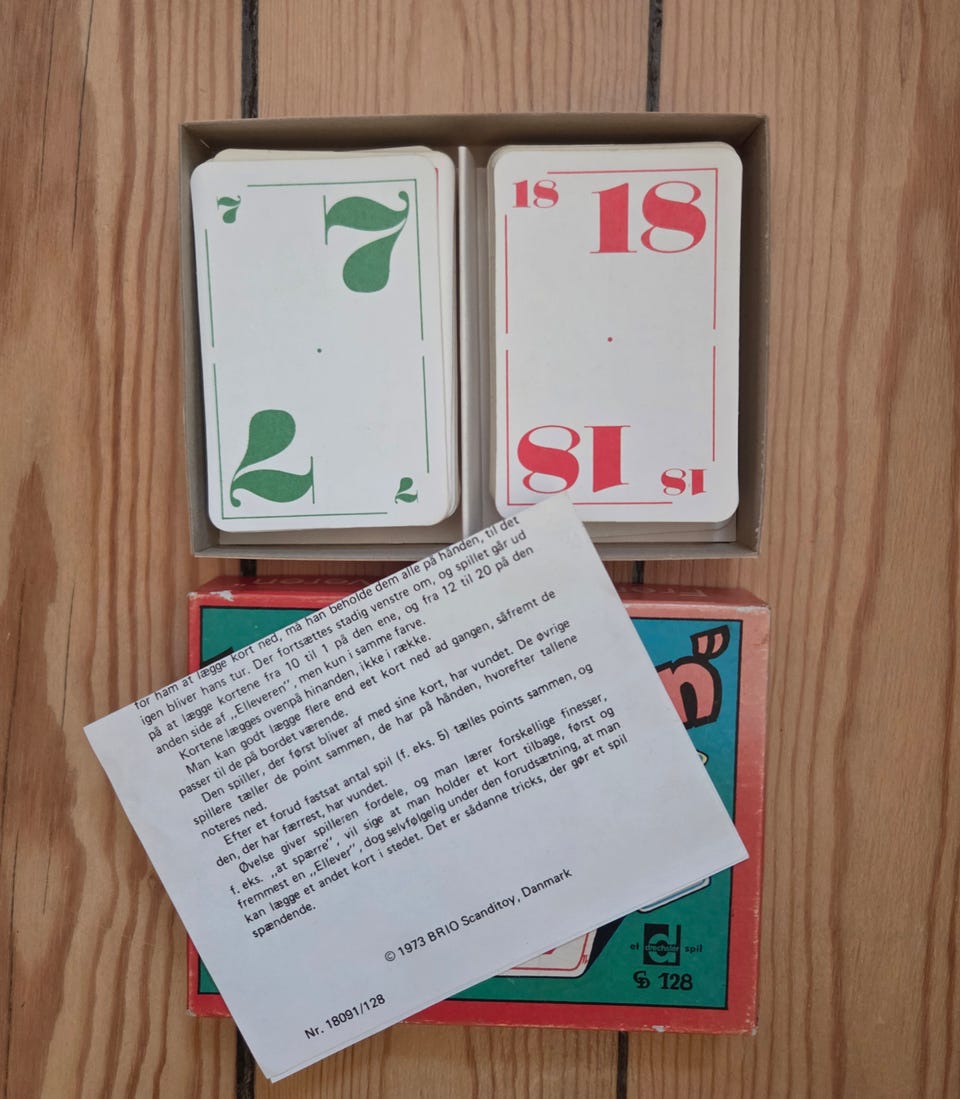 7
7
7
7
18
18
18
18
for ham at lægge kort ned, må han beholde dem alle på hånden, til det
igen bliver hans tur. Der fortsættes stadig venstre om, og spillet går ud
på at lægge kortene fra 10 til 1 på den ene, og fra 12 til 20 på den
anden side af „Elleveren”, men kun i samme farve.
Kortene lægges ovenpå hinanden, ikke i række.
Man kan godt lægge flere end eet kort ned ad gangen, såfremt de
passer til de på bordet værende.
Den spiller, der først bliver af med sine kort, har vundet. De øvrige
spillere tæller de point sammen, de har på hånden, hvorefter tallene
noteres ned.
Efter et forud fastsat antal spil (f. eks. 5) tælles points sammen, og
den, der har færrest, har vundet.
Øvelse giver spilleren fordele, og man lærer forskellige finesser,
f. eks. „at spærre”, vil sige at man holder et kort tilbage, først og
fremmest en „Ellever”, dog selvfølgelig under den forudsætning, at man
kan lægge et andet kort i stedet. Det er sådanne tricks, der gør et spil
spændende.
© 1973 BRIO Scanditoy, Danmark
Nr. 18091/128
n”
et d drechsler spil
CD 128